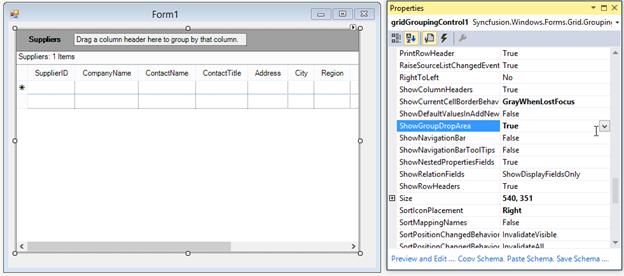 Form1
Suppliers Drag a column header here to group by that column.
Suppliers: 1 Items
SupplierID CompanyName ContactName ContactTitle Address City Region
Properties
gridGroupingControl1 Syncfusion.Windows.Forms.Grid.Grouping
PrintRowHeader True
RaiseSourceListChangedEvent True
RightToLeft No
ShowColumnHeaders True
ShowCurrentCellBorderBehav GrayWhenLostFocus
ShowDefaultValuesInAddNew False
ShowGroupDropArea True
ShowNavigationBar False
ShowNavigationBarToolTips False
ShowNestedPropertiesFields True
ShowRelationFields ShowDisplayFieldsOnly
ShowRowHeaders True
Size 540, 351
SortIconPlacement Right
SortMappingNames False
SortPositionChangedBehavior InvalidateVisible
SortPositionChangedBehavior InvalidateAll
Preview and Edit ..., Copy Schema, Paste Schema, Save Schema ...,